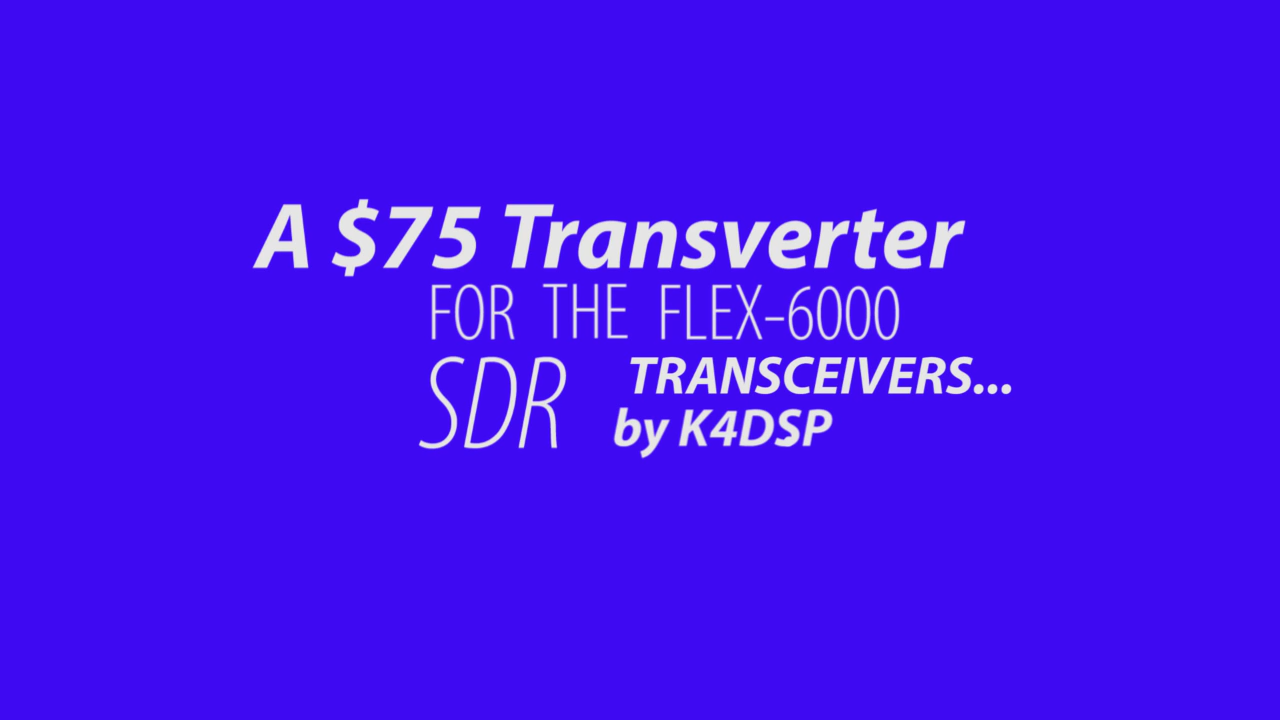 A $75 Transverter
FOR THE FLEX-6000
SDR TRANSCEIVERS...
by K4DSP